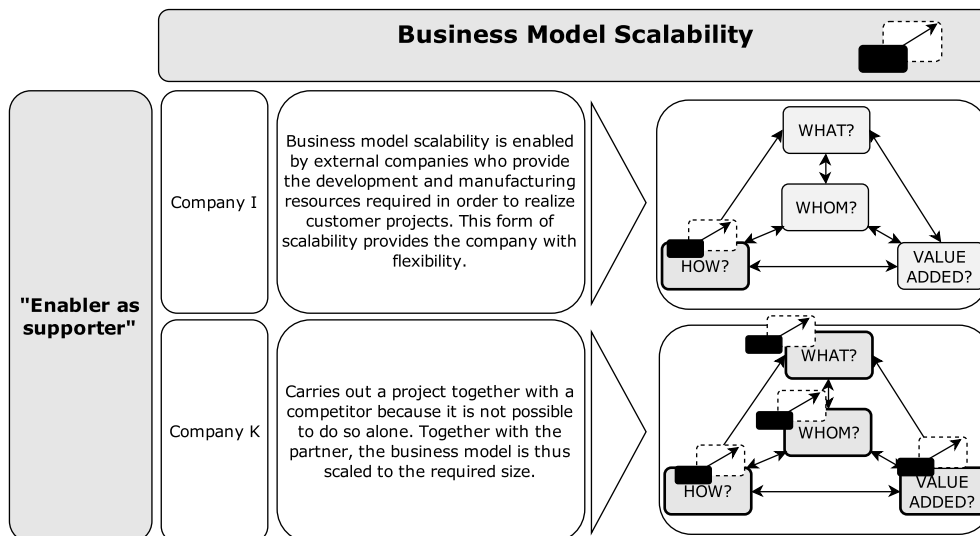 Business Model Scalability
"Enabler as
supporter"
Company I
Business model scalability is enabled
by external companies who provide
the development and manufacturing
resources required in order to realize
customer projects. This form of
scalability provides the company with
flexibility.
WHAT?
WHOM?
HOW?
VALUE
ADDED?
Company K
Carries out a project together with a
competitor because it is not possible
to do so alone. Together with the
partner, the business model is thus
scaled to the required size.
WHAT?
WHOM?
HOW?
VALUE
ADDED?